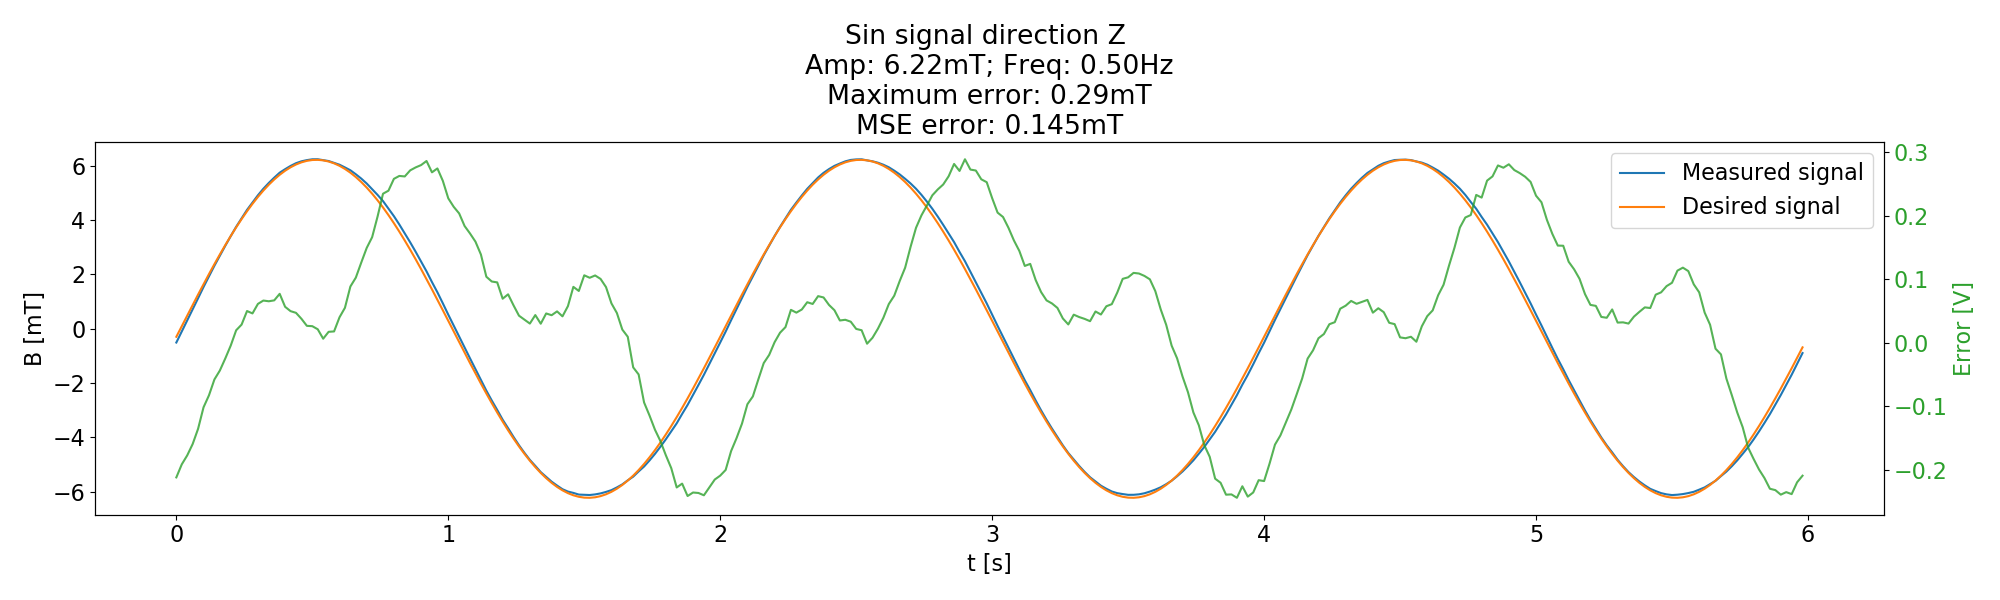 Sin signal direction Z
Amp: 6.22mT; Freq: 0.50Hz
Maximum error: 0.29mT
MSE error: 0.145mT
Measured signal
Desired signal
B [mT]
6
4
2
0
−2
−4
−6
0.3
0.2
0.1
0.0
−0.1
−0.2
Error [V]
0 1 2 3 4 5 6
t [s]